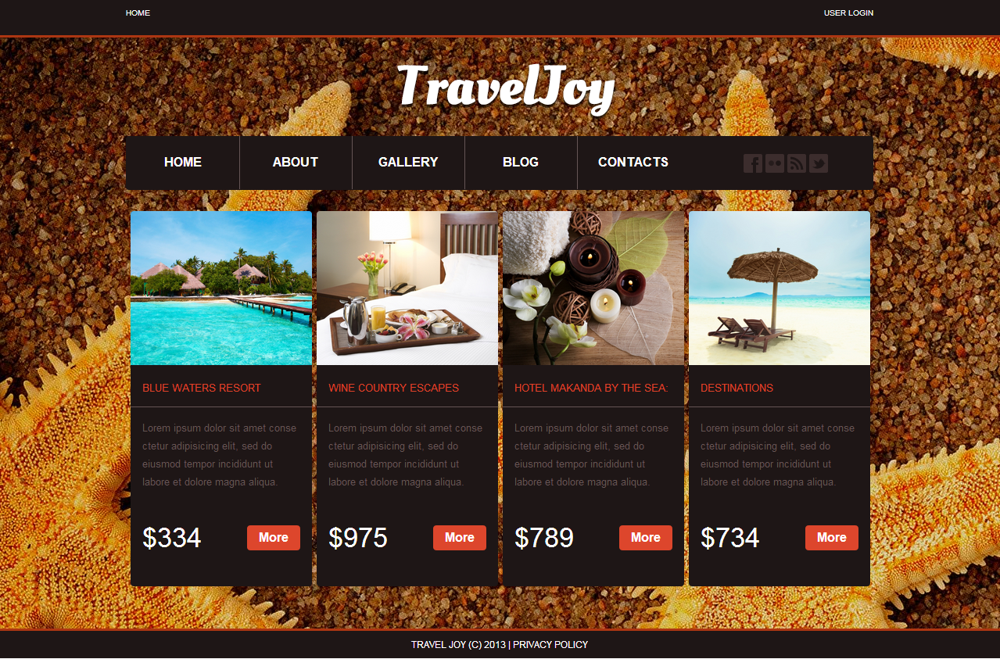 HOME
USER LOGIN
TravelJoy
HOME
ABOUT
GALLERY
BLOG
CONTACTS
BLUE WATERS RESORT
Lorem ipsum dolor sit amet conse
ctetur adipisicing elit, sed do
eiusmod tempor incididunt ut
labore et dolore magna aliqua.
$334
More
WINE COUNTRY ESCAPES
Lorem ipsum dolor sit amet conse
ctetur adipisicing elit, sed do
eiusmod tempor incididunt ut
labore et dolore magna aliqua.
$975
More
HOTEL MAKANDA BY THE SEA:
Lorem ipsum dolor sit amet conse
ctetur adipisicing elit, sed do
eiusmod tempor incididunt ut
labore et dolore magna aliqua.
$789
More
DESTINATIONS
Lorem ipsum dolor sit amet conse
ctetur adipisicing elit, sed do
eiusmod tempor incididunt ut
labore et dolore magna aliqua.
$734
More
TRAVEL JOY (C) 2013 | PRIVACY POLICY